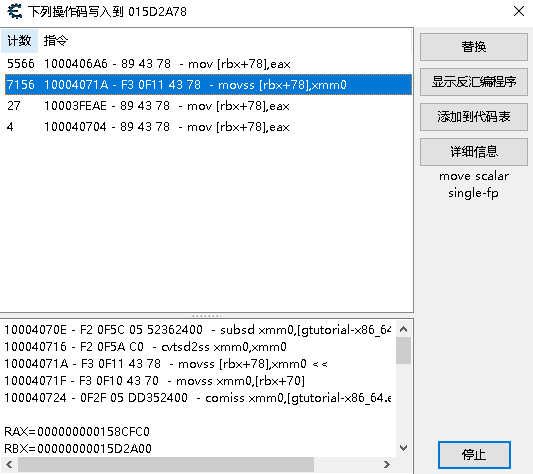 下列操作码写入到 015D2A78
计数 指令
5566 1000406A6 - 89 43 78 - mov [rbx+78],eax
7156 10004071A - F3 0F11 43 78 - movss [rbx+78],xmm0
27 10003FEAE - 89 43 78 - mov [rbx+78],eax
4 100040704 - 89 43 78 - mov [rbx+78],eax
替换
显示反汇编程序
添加到代码表
详细信息
move scalar
single-fp
10004070E - F2 0F5C 05 52362400 - subsd xmm0,[gtutorial-x86_64
100040716 - F2 0F5A C0 - cvtsd2ss xmm0,xmm0
10004071A - F3 0F11 43 78 - movss [rbx+78],xmm0 <<
10004071F - F3 0F10 43 70 - movss xmm0,[rbx+70]
100040724 - 0F2F 05 DD352400 - comiss xmm0,[gtutorial-x86_64.e
RAX=000000000158CFC0
RBX=00000000015D2A00
停止